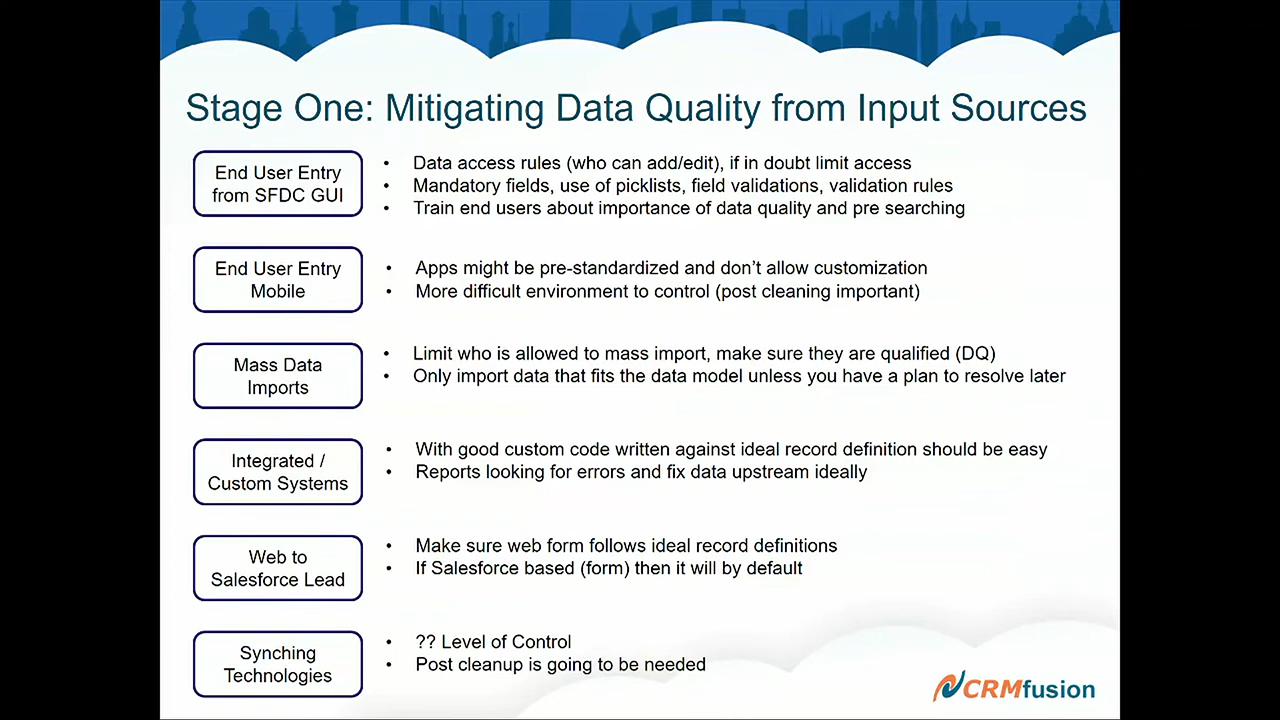 Stage One: Mitigating Data Quality from Input Sources
End User Entry
from SFDC GUI
• Data access rules (who can add/edit), if in doubt limit access
• Mandatory fields, use of picklists, field validations, validation rules
• Train end users about importance of data quality and pre searching
End User Entry
Mobile
• Apps might be pre-standardized and don’t allow customization
• More difficult environment to control (post cleaning important)
Mass Data
Imports
• Limit who is allowed to mass import, make sure they are qualified (DQ)
• Only import data that fits the data model unless you have a plan to resolve later
Integrated /
Custom Systems
• With good custom code written against ideal record definition should be easy
• Reports looking for errors and fix data upstream ideally
Web to
Salesforce Lead
• Make sure web form follows ideal record definitions
• If Salesforce based (form) then it will by default
Synching
Technologies
• ?? Level of Control
• Post cleanup is going to be needed
CRMfusion